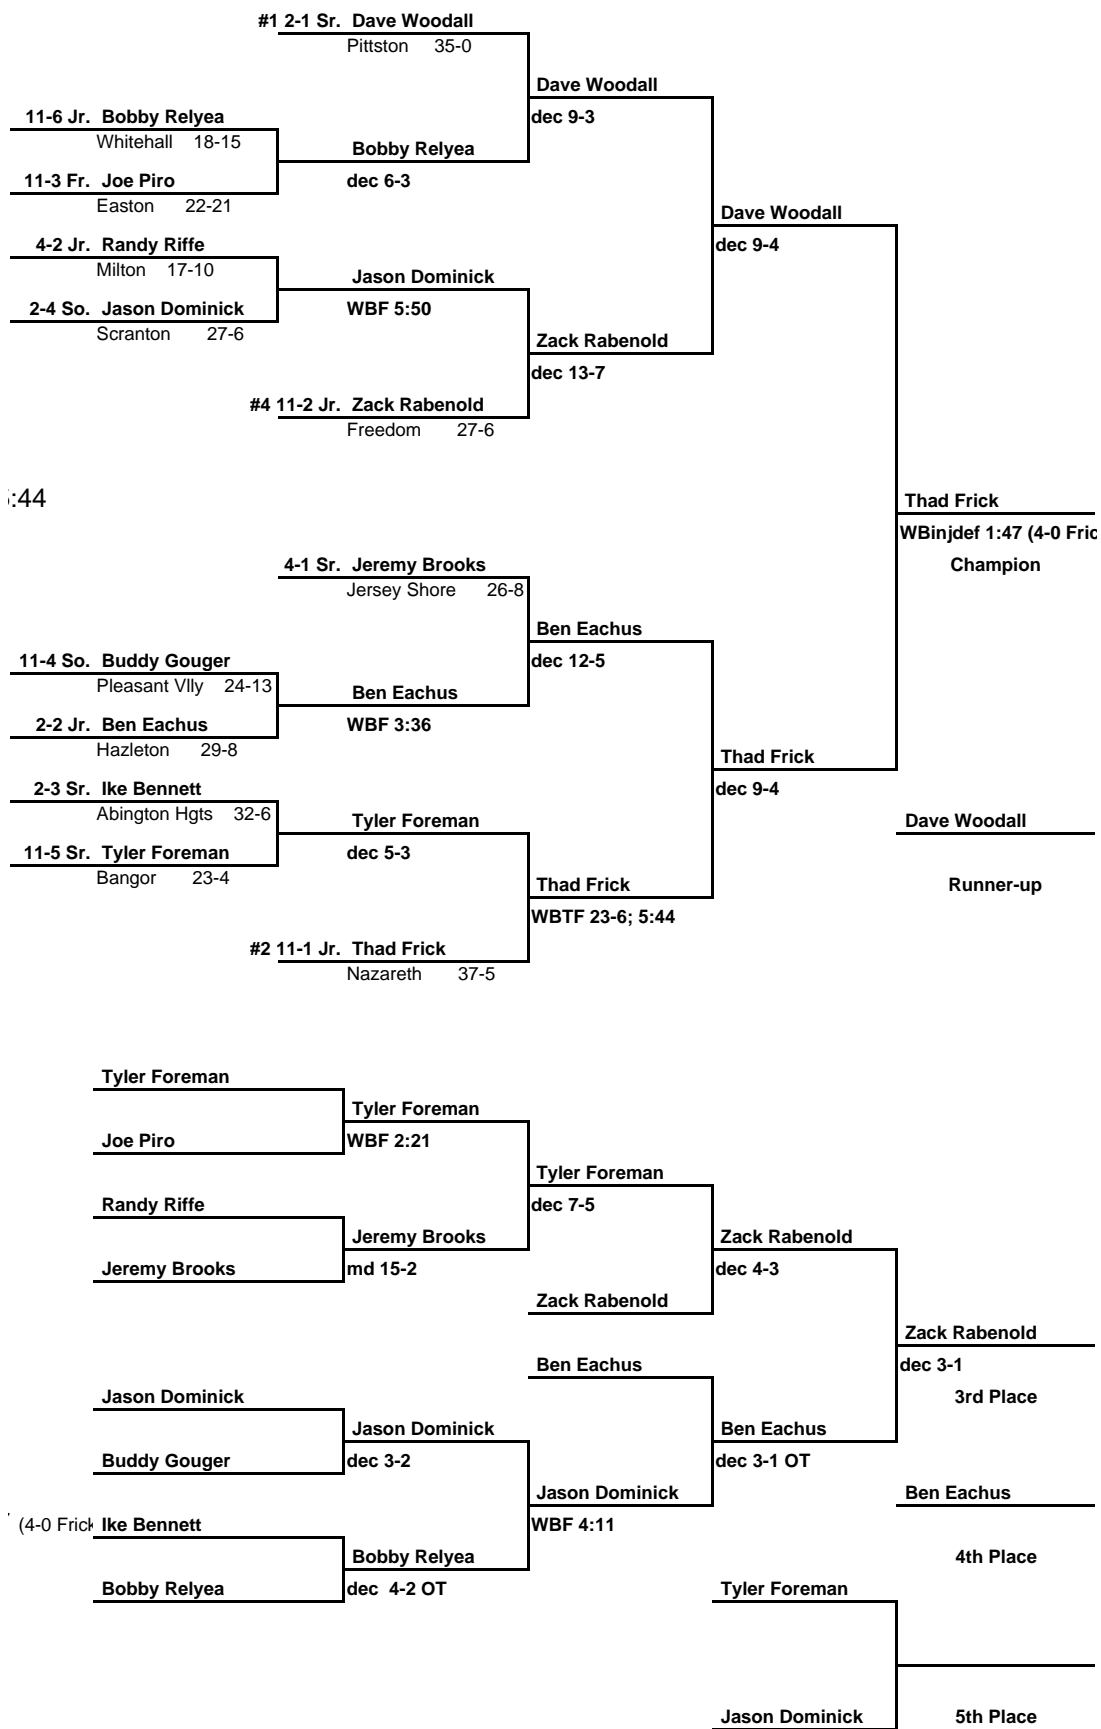 #1 2-1 Sr. Dave Woodall
Pittston 35-0
Dave Woodall
11-6 Jr. Bobby Relyea
dec 9-3
Whitehall 18-15
Bobby Relyea
11-3 Fr. Joe Piro
dec 6-3
Easton 22-21
Dave Woodall
4-2 Jr. Randy Riffe
dec 9-4
Milton 17-10
Jason Dominick
2-4 So. Jason Dominick
WBF 5:50
Scranton 27-6
Zack Rabenold
dec 13-7
#4 11-2 Jr. Zack Rabenold
Freedom 27-6
:44
Thad Frick
WBinjdef 1:47 (4-0 Fric
4-1 Sr. Jeremy Brooks
Champion
Jersey Shore 26-8
Ben Eachus
11-4 So. Buddy Gouger
dec 12-5
Pleasant Vlly 24-13
Ben Eachus
2-2 Jr. Ben Eachus
WBF 3:36
Hazleton 29-8
Thad Frick
2-3 Sr. Ike Bennett
dec 9-4
Abington Hgts 32-6
Tyler Foreman
Dave Woodall
11-5 Sr. Tyler Foreman
dec 5-3
Bangor 23-4
Thad Frick
Runner-up
WBTF 23-6; 5:44
#2 11-1 Jr. Thad Frick
Nazareth 37-5
Tyler Foreman
Tyler Foreman
Joe Piro
WBF 2:21
Tyler Foreman
Randy Riffe
dec 7-5
Jeremy Brooks
Zack Rabenold
Jeremy Brooks
md 15-2
dec 4-3
Zack Rabenold
Zack Rabenold
Ben Eachus
dec 3-1
Jason Dominick
3rd Place
Jason Dominick
Ben Eachus
Buddy Gouger
dec 3-2
dec 3-1 OT
Jason Dominick
Ben Eachus
(4-0 Frick
Ike Bennett
WBF 4:11
Bobby Relyea
4th Place
Bobby Relyea
dec 4-2 OT
Tyler Foreman
Jason Dominick
5th Place